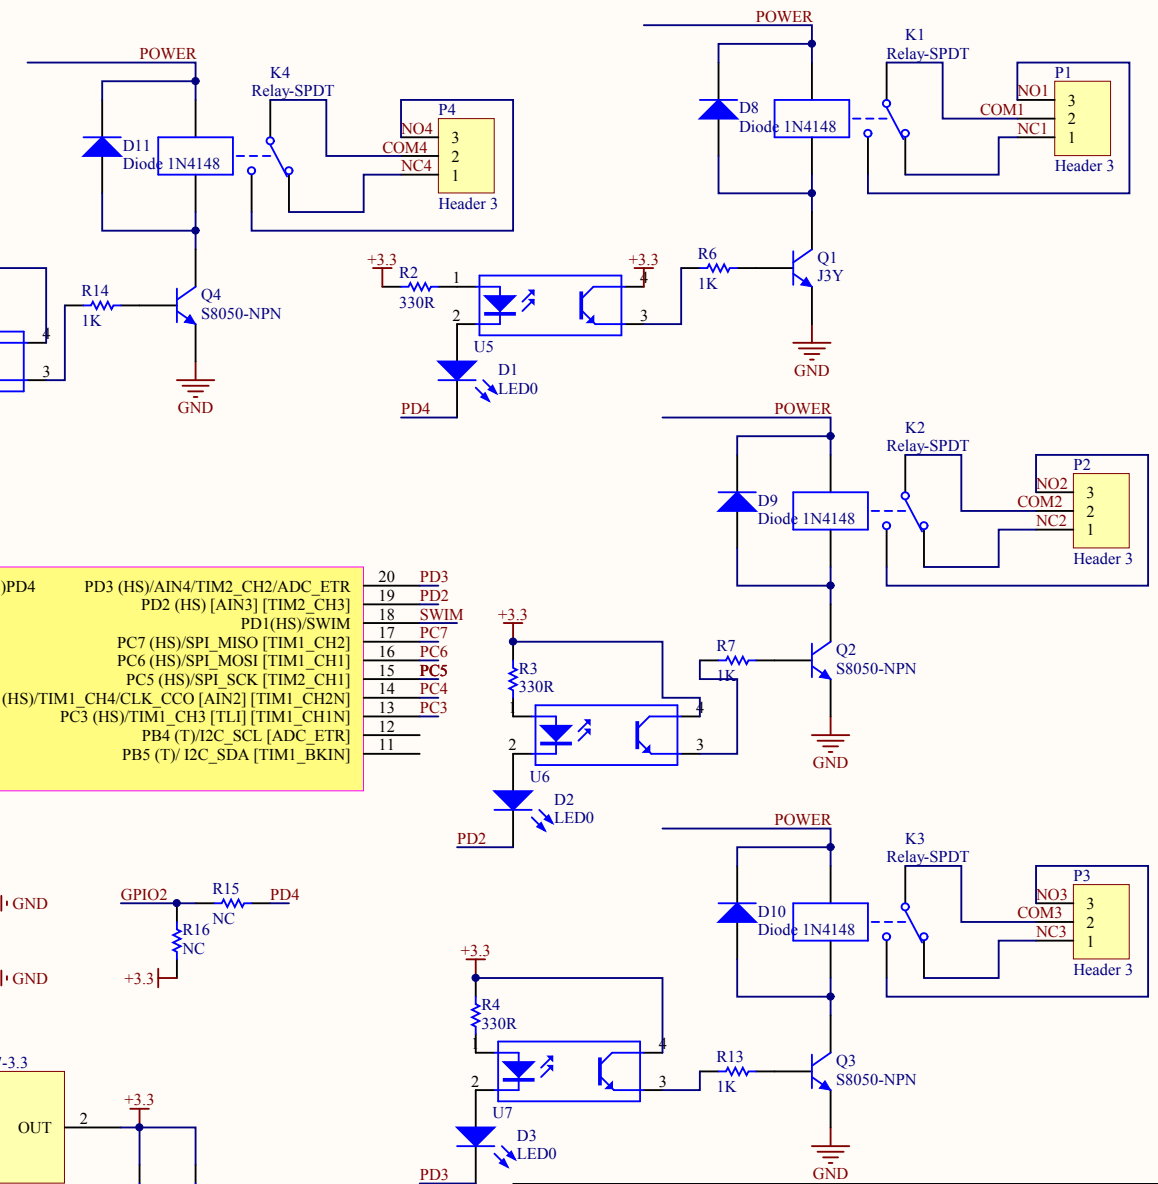 POWER
K1
Relay-SPDT
POWER
K4
Relay-SPDT
P1
NO1
3
COM1
2
NC1
1
Header 3
D8
Diode 1N4148
P4
NO4
3
COM4
2
NC4
1
Header 3
D11
Diode 1N4148
+3.3
R2
330R
1
2
U5
+3.3
4
3
R6
1K
Q1
J3Y
GND
D1
LED0
PD4
R14
1K
4
3
Q4
S8050-NPN
GND
POWER
K2
Relay-SPDT
P2
NO2
3
COM2
2
NC2
1
Header 3
D9
Diode 1N4148
)PD4
PD3 (HS)/AIN4/TIM2_CH2/ADC_ETR 20 PD3
PD2 (HS) [AIN3] [TIM2_CH3] 19 PD2
PD1(HS)/SWIM 18 SWIM
PC7 (HS)/SPI_MISO [TIM1_CH2] 17 PC7
PC6 (HS)/SPI_MOSI [TIM1_CH1] 16 PC6
PC5 (HS)/SPI_SCK [TIM2_CH1] 15 PC5
(HS)/TIM1_CH4/CLK_CCO [AIN2] [TIM1_CH2N] 14 PC4
PC3 (HS)/TIM1_CH3 [TLI] [TIM1_CH1N] 13 PC3
PB4 (T)/I2C_SCL [ADC_ETR] 12
PB5 (T)/ I2C_SDA [TIM1_BKIN] 11
+3.3
R3
330R
1
2
U6
4
3
R7
1K
Q2
S8050-NPN
GND
D2
LED0
PD2
POWER
K3
Relay-SPDT
P3
NO3
3
COM3
2
NC3
1
Header 3
D10
Diode 1N4148
GND
GPIO2
R15
NC
PD4
R16
NC
+3.3
GND
+3.3
R4
330R
1
2
U7
4
3
R13
1K
Q3
S8050-NPN
GND
D3
LED0
PD3
-3.3
+3.3
OUT
2